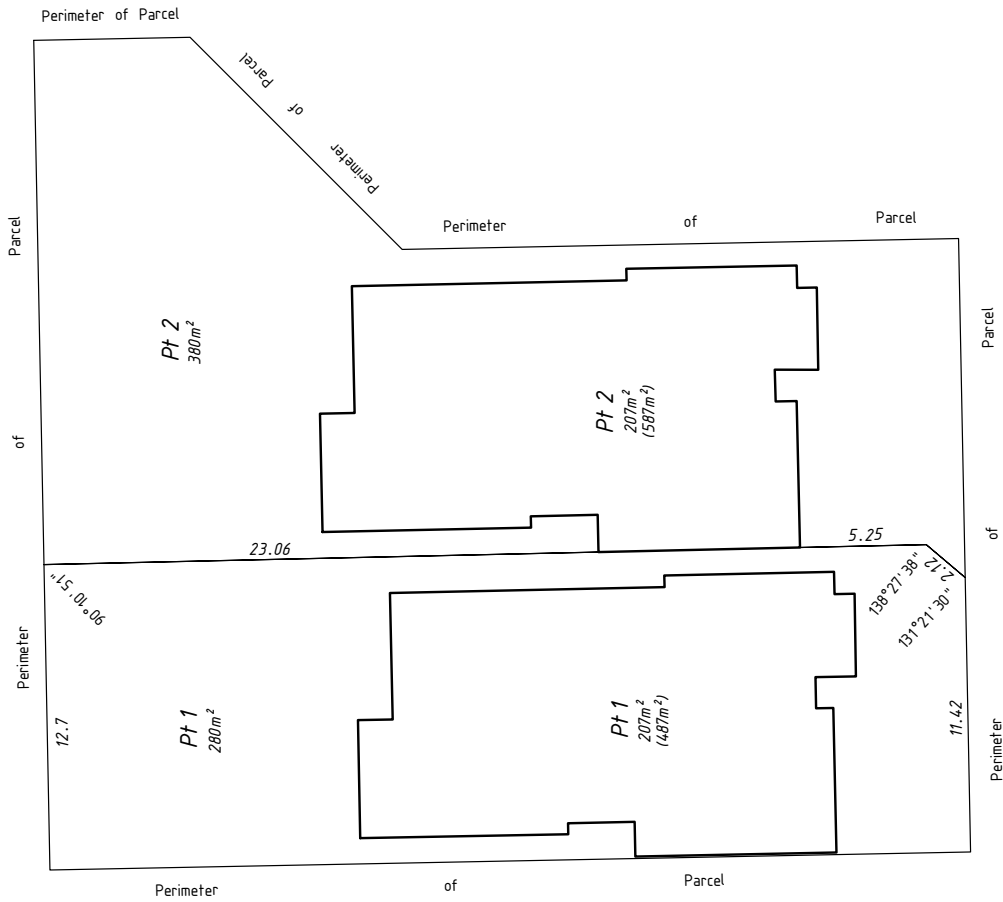 Perimeter of Parcel
Perimeter of Parcel
Perimeter of Parcel
Perimeter of Parcel
Perimeter of Parcel
Perimeter of Parcel
Pt 2
380m²
Pt 2
207m²
(587m²)
23.06
5.25
2.12
138°27'38"
131°21'30"
90°10'51"
12.7
11.42
Pt 1
280m²
Pt 1
207m²
(487m²)